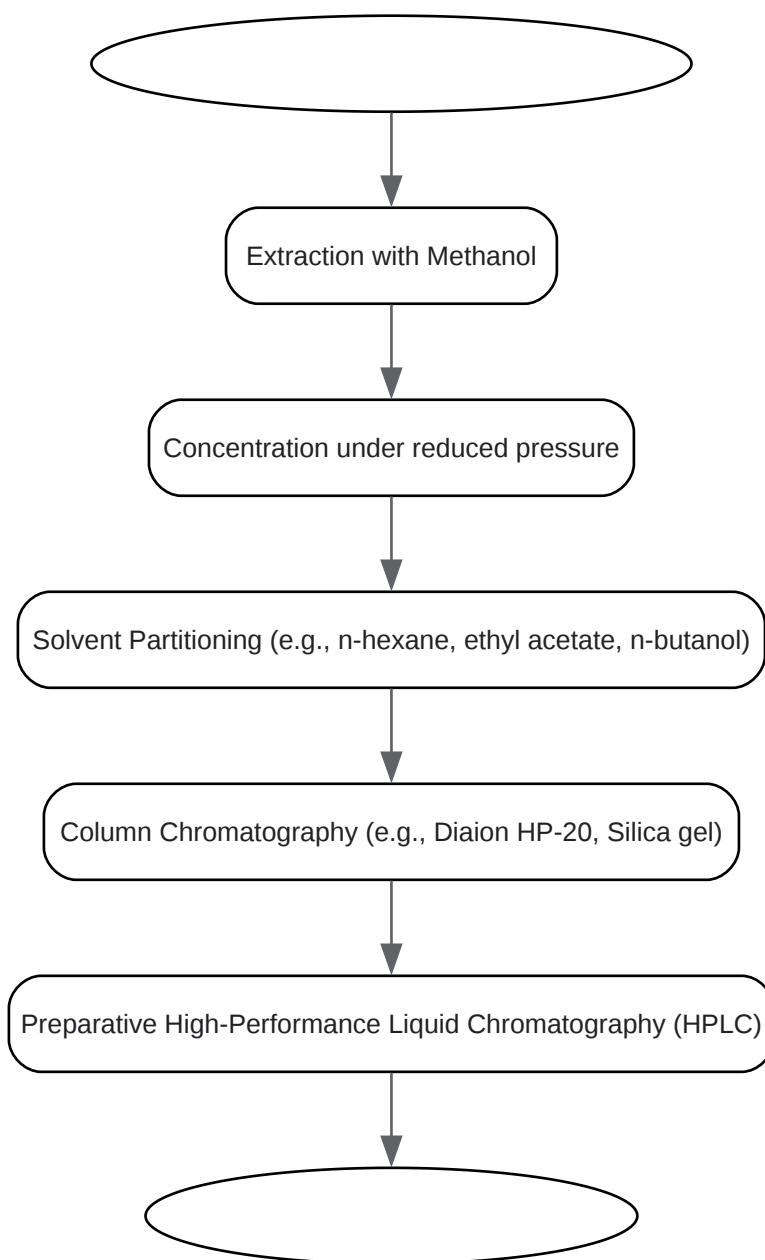 Extraction with Methanol
Concentration under reduced pressure
Solvent Partitioning (e.g., n-hexane, ethyl acetate, n-butanol)
Column Chromatography (e.g., Diaion HP-20, Silica gel)
Preparative High-Performance Liquid Chromatography (HPLC)